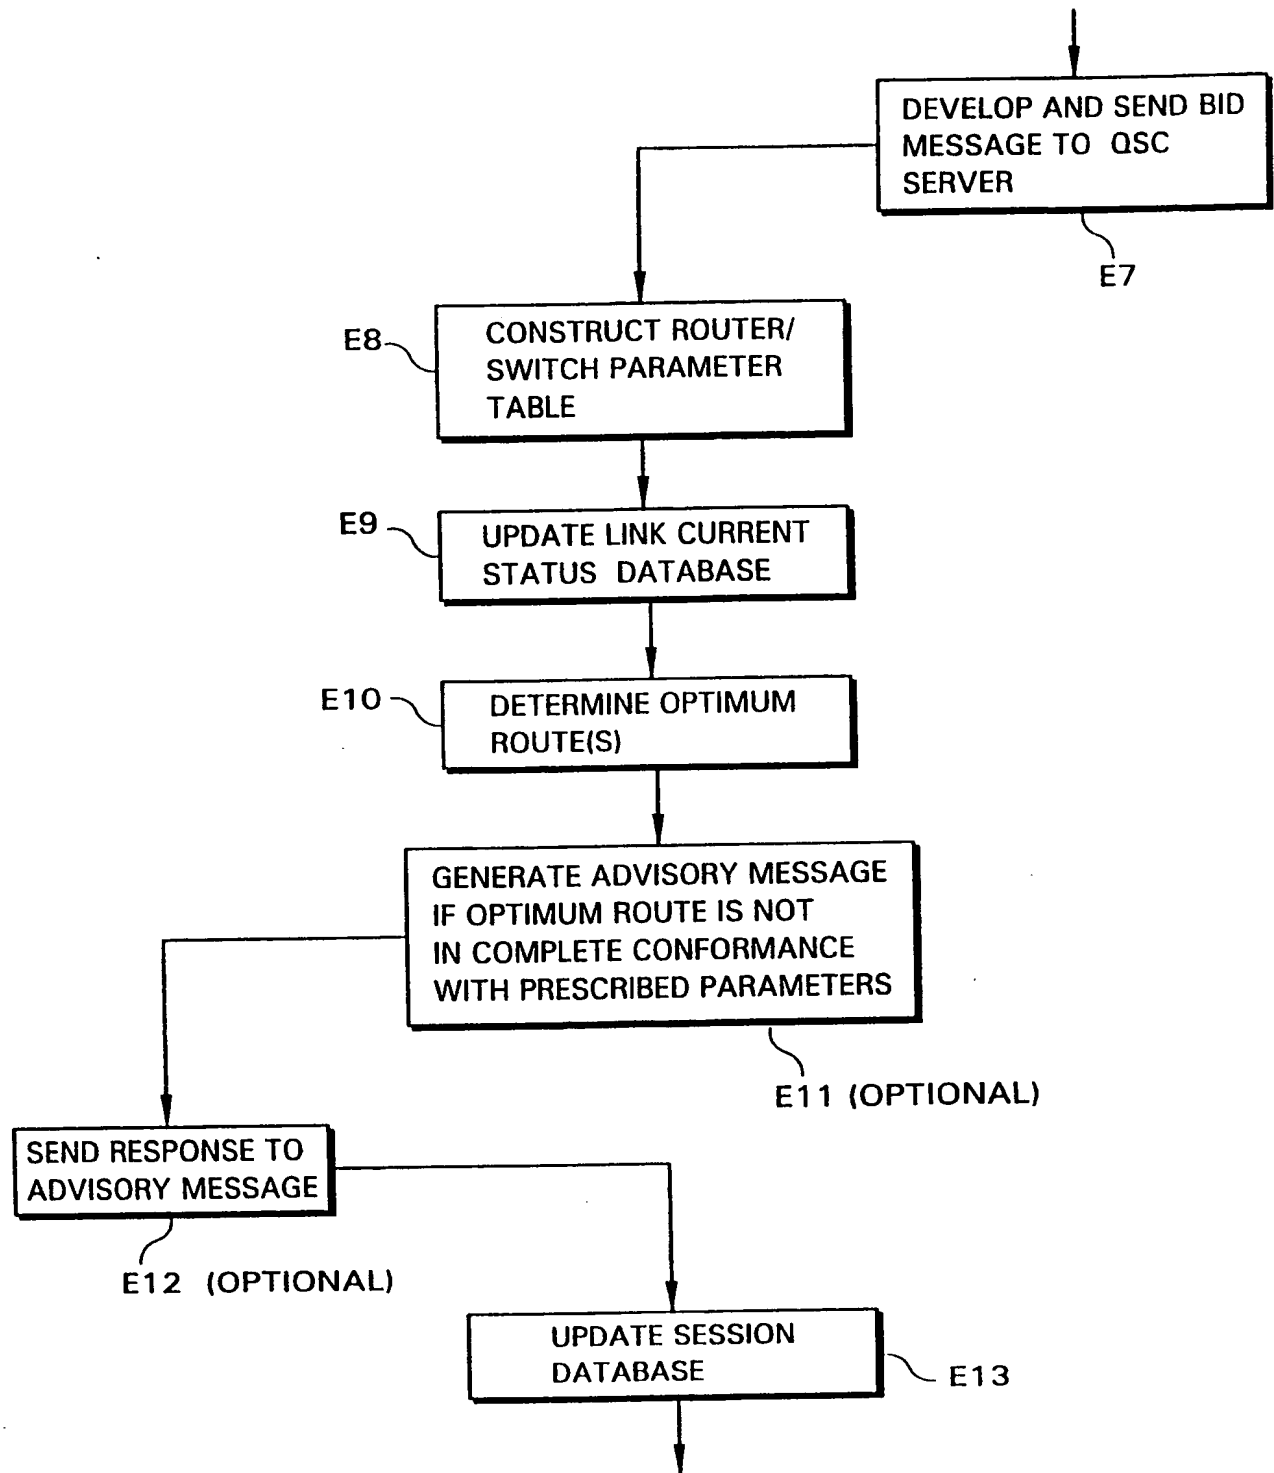 DEVELOP AND SEND BID
MESSAGE TO QSC
SERVER
E7
E8
CONSTRUCT ROUTER/
SWITCH PARAMETER
TABLE
E9
UPDATE LINK CURRENT
STATUS DATABASE
E10
DETERMINE OPTIMUM
ROUTE(S)
GENERATE ADVISORY MESSAGE
IF OPTIMUM ROUTE IS NOT
IN COMPLETE CONFORMANCE
WITH PRESCRIBED PARAMETERS
E11 (OPTIONAL)
SEND RESPONSE TO
ADVISORY MESSAGE
E12 (OPTIONAL)
UPDATE SESSION
DATABASE
E13